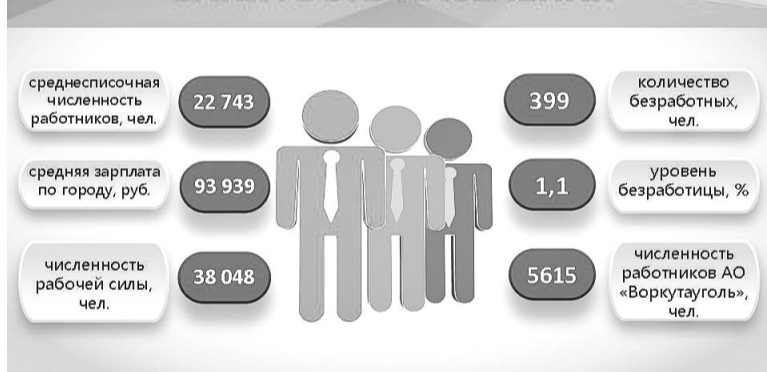 среднесписочная
численность
работников, чел.
22 743
средняя зарплата
по городу, руб.
93 939
численность
рабочей силы,
чел.
38 048
399
количество
безработных,
чел.
1,1
уровень
безработицы, %
5615
численность
работников АО
«Воркутауголь»,
чел.